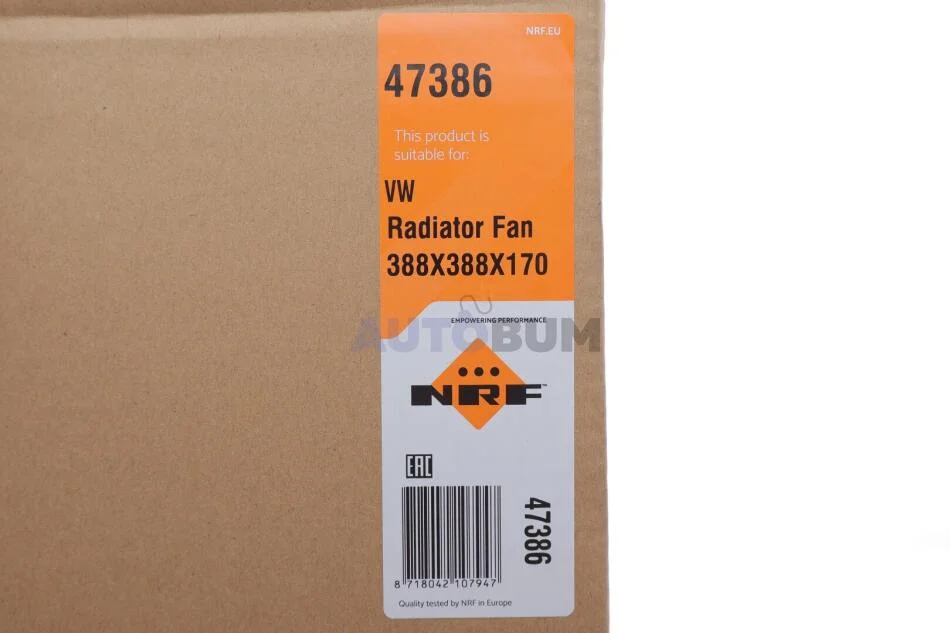 NRF.EU
47386
This product is
suitable for:
VW
Radiator Fan
388X388X170
EMPOWERING PERFORMANCE
AUTOBUM
NRF™
EAC
47386
8 718042 107947
Quality tested by NRF in Europe